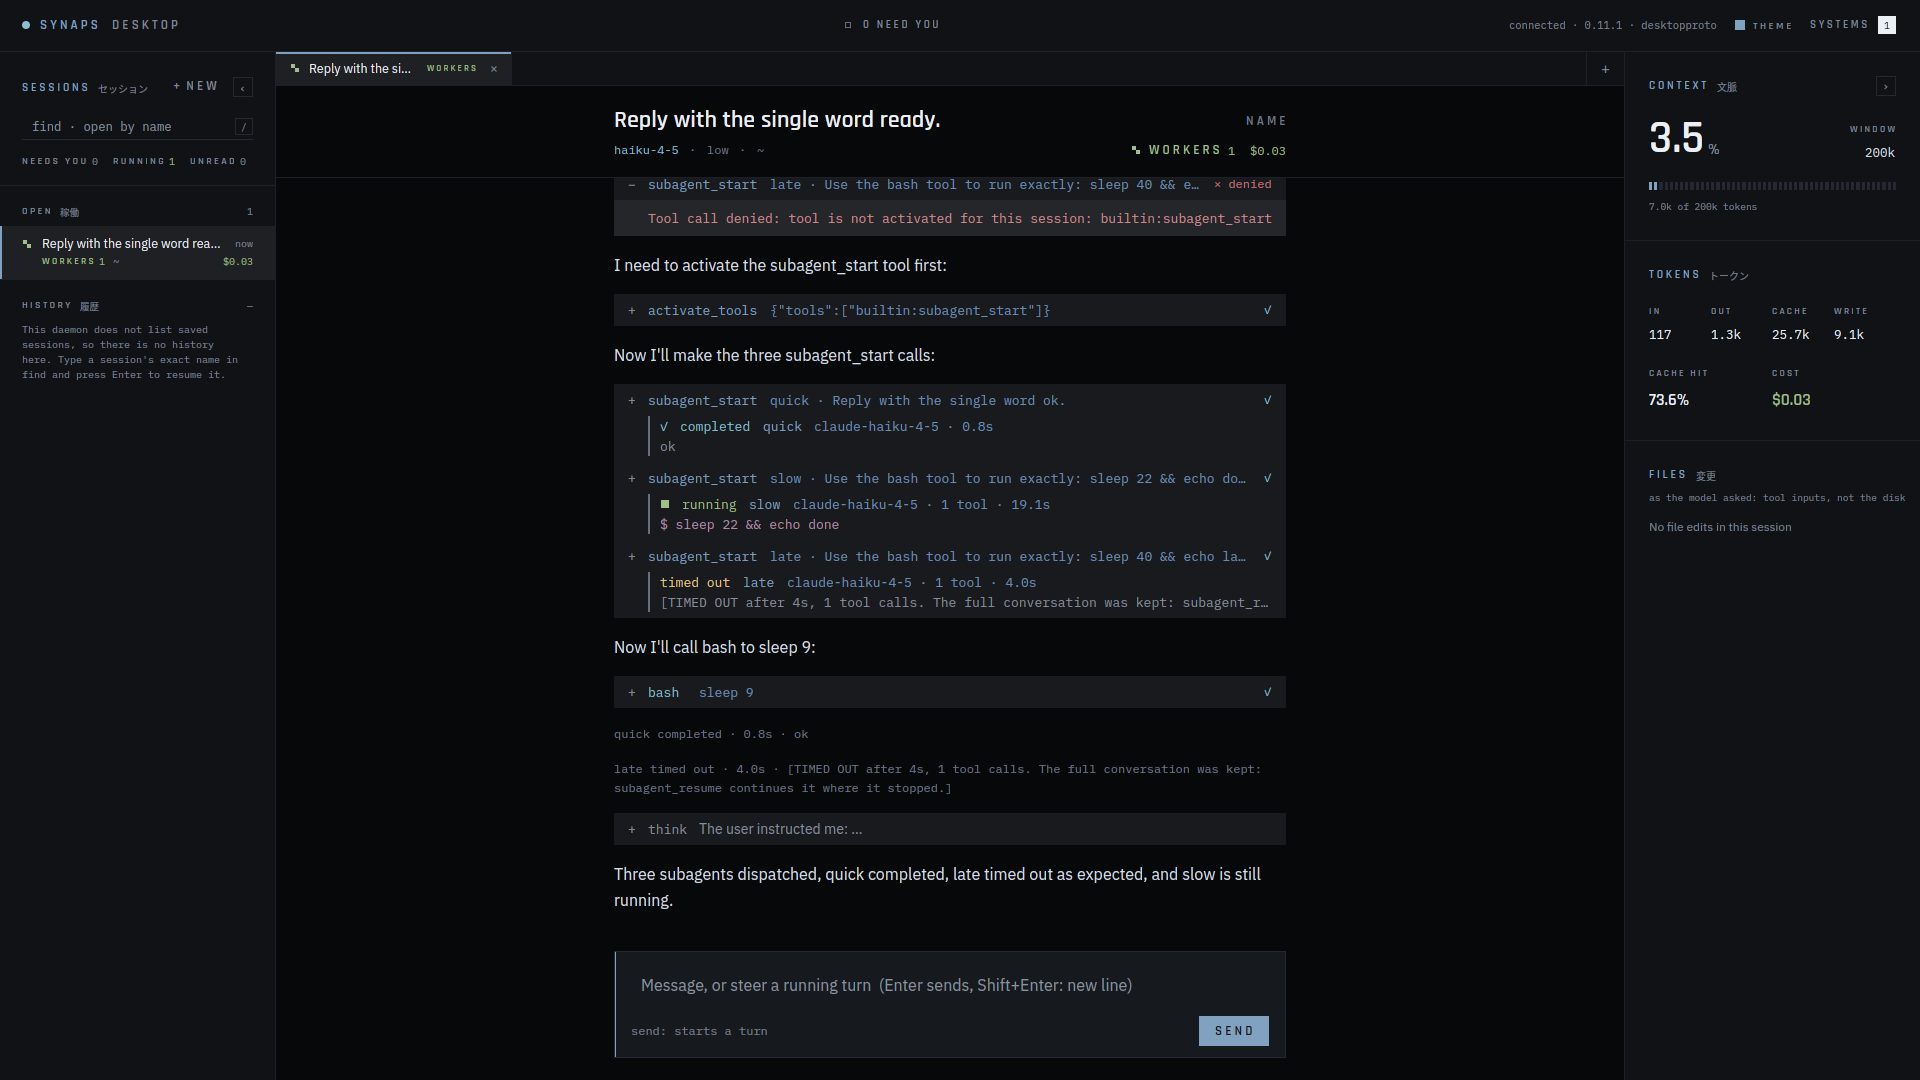 SYNAPS DESKTOP
0 NEED YOU
connected · 0.11.1 · desktopproto
THEME
SYSTEMS 1
SESSIONS セッション
+ NEW
‹
find · open by name
/
NEEDS YOU 0 RUNNING 1 UNREAD 0
OPEN 稼働 1
Reply with the single word rea… now
WORKERS 1 ~ $0.03
HISTORY 履歴 —
This daemon does not list saved
sessions, so there is no history
here. Type a session's exact name in
find and press Enter to resume it.
Reply with the si… WORKERS ×
+
Reply with the single word ready.
NAME
haiku-4-5 · low · ~
WORKERS 1 $0.03
− subagent_start late · Use the bash tool to run exactly: sleep 40 && e… × denied
Tool call denied: tool is not activated for this session: builtin:subagent_start
I need to activate the subagent_start tool first:
+ activate_tools {"tools":["builtin:subagent_start"]} ✓
Now I'll make the three subagent_start calls:
+ subagent_start quick · Reply with the single word ok. ✓
✓ completed quick claude-haiku-4-5 · 0.8s
ok
+ subagent_start slow · Use the bash tool to run exactly: sleep 22 && echo do… ✓
running slow claude-haiku-4-5 · 1 tool · 19.1s
$ sleep 22 && echo done
+ subagent_start late · Use the bash tool to run exactly: sleep 40 && echo la… ✓
timed out late claude-haiku-4-5 · 1 tool · 4.0s
[TIMED OUT after 4s, 1 tool calls. The full conversation was kept: subagent_r…
Now I'll call bash to sleep 9:
+ bash sleep 9 ✓
quick completed · 0.8s · ok
late timed out · 4.0s · [TIMED OUT after 4s, 1 tool calls. The full conversation was kept:
subagent_resume continues it where it stopped.]
+ think The user instructed me: ...
Three subagents dispatched, quick completed, late timed out as expected, and slow is still
running.
Message, or steer a running turn (Enter sends, Shift+Enter: new line)
send: starts a turn
SEND
CONTEXT 文脈
›
3.5 %
WINDOW
200k
7.0k of 200k tokens
TOKENS トークン
IN OUT CACHE WRITE
117 1.3k 25.7k 9.1k
CACHE HIT COST
73.6% $0.03
FILES 変更
as the model asked: tool inputs, not the disk
No file edits in this session